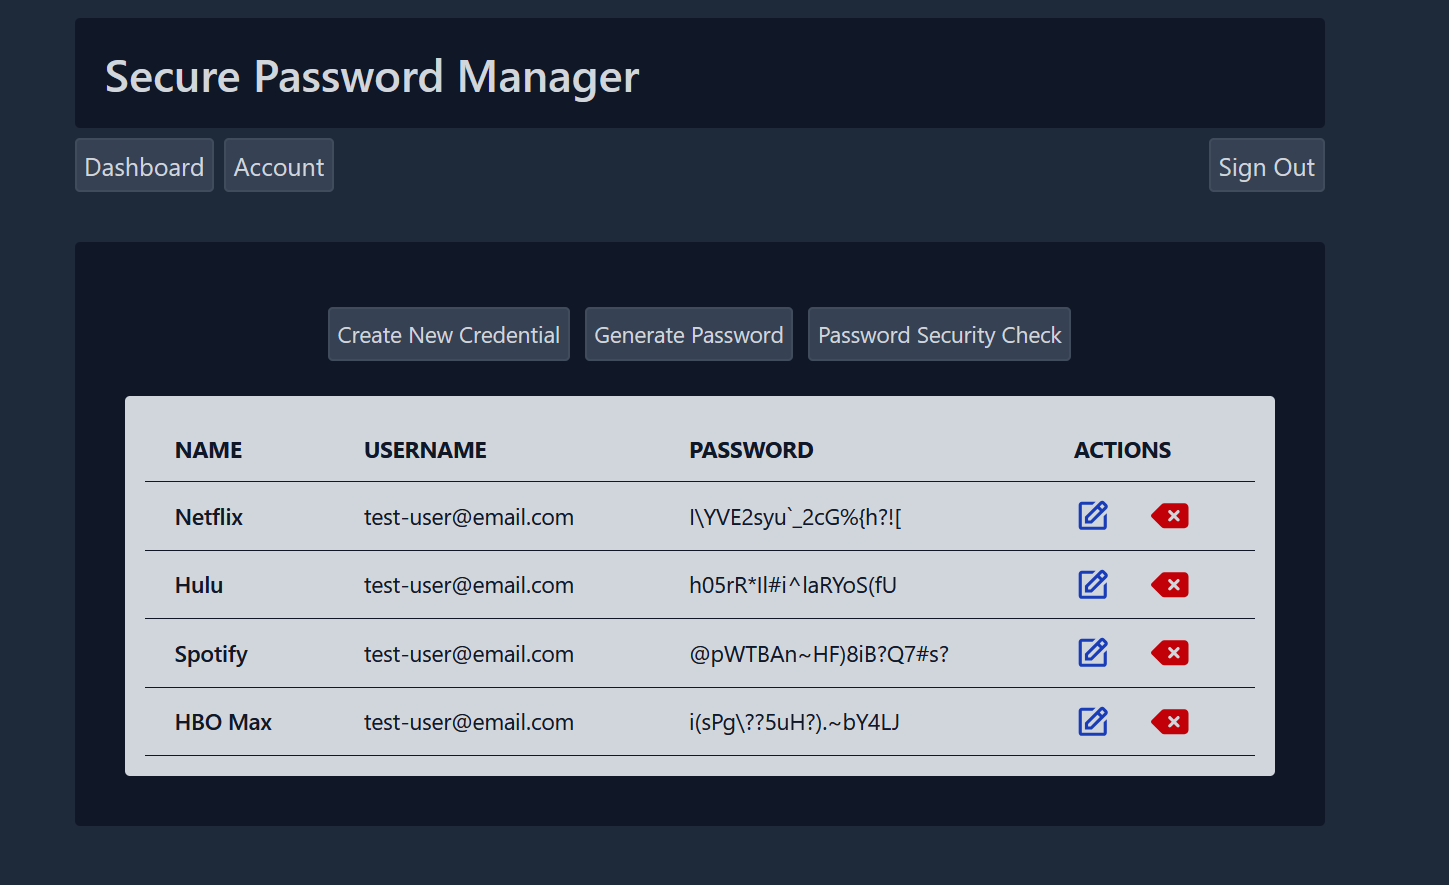 Secure Password Manager
Dashboard Account Sign Out
Create New Credential Generate Password Password Security Check
NAME USERNAME PASSWORD ACTIONS
Netflix test-user@email.com I\YVE2syu`_2cG%{h?![
Hulu test-user@email.com h05rR*Il#i^laRYoS(fU
Spotify test-user@email.com @pWTBAn~HF)8iB?Q7#s?
HBO Max test-user@email.com i(sPg\??5uH?).~bY4LJ